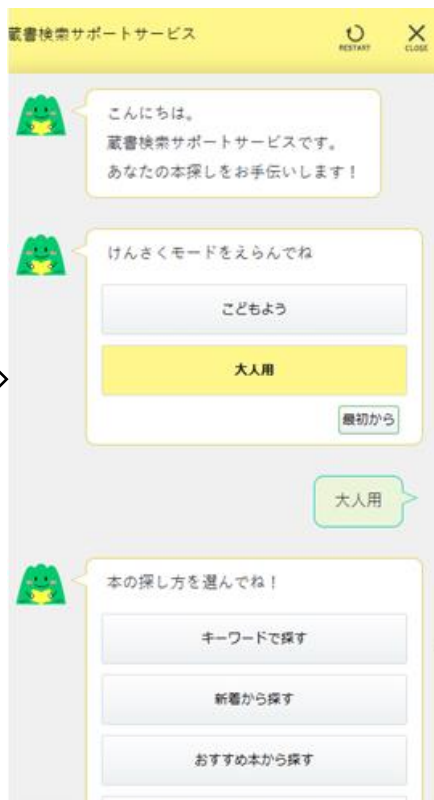 蔵書検索サポートサービス
RESTART
CLOSE
こんにちは。
蔵書検索サポートサービスです。
あなたの本探しをお手伝いします！
けんさくモードをえらんでね
こどもよう
大人用
最初から
大人用
本の探し方を選んでね！
キーワードで探す
新着から探す
おすすめ本から探す